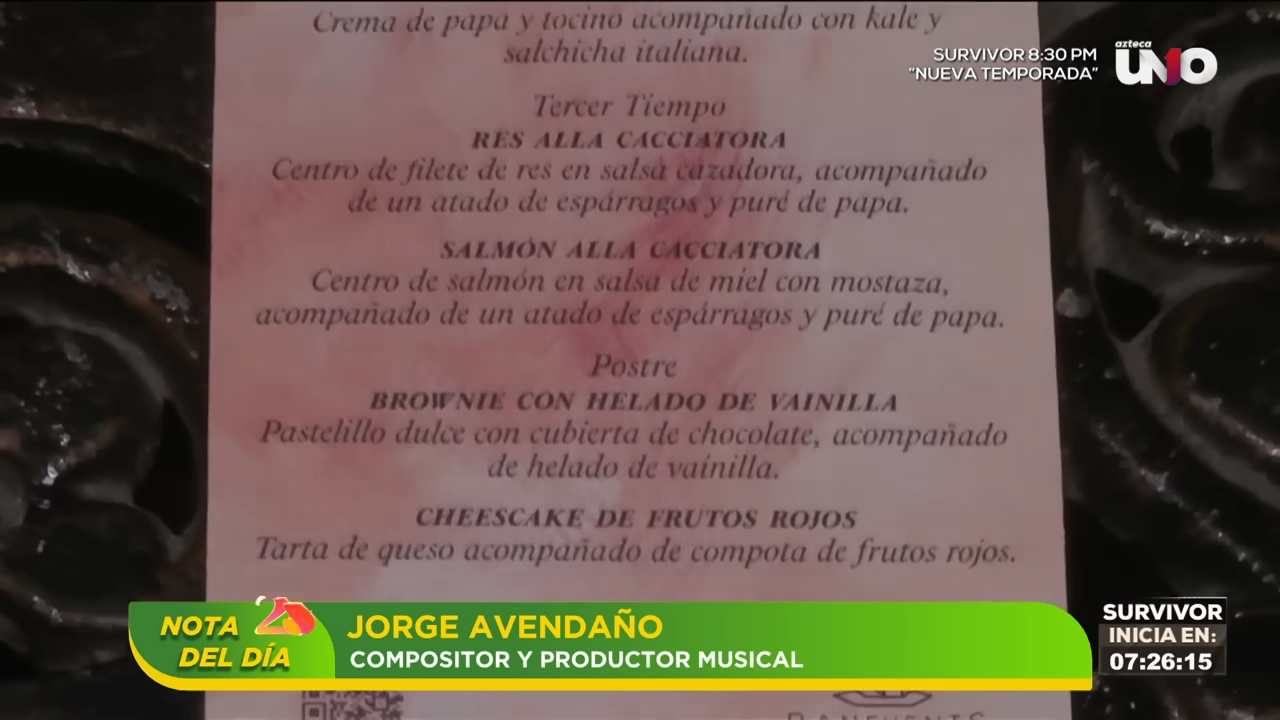 Crema de papa y tocino acompañado con kale y
salchicha italiana.
Tercer Tiempo
RES ALLA CACCIATORA
Centro de filete de res en salsa cazadora, acompañado
de un atado de espárragos y puré de papa.
SALMÓN ALLA CACCIATORA
Centro de salmón en salsa de miel con mostaza,
acompañado de un atado de espárragos y puré de papa.
Postre
BROWNIE CON HELADO DE VAINILLA
Pastelillo dulce con cubierta de chocolate, acompañado
de helado de vainilla.
CHEESCAKE DE FRUTOS ROJOS
Tarta de queso acompañado de compota de frutos rojos.
SURVIVOR 8:30 PM
"NUEVA TEMPORADA"
azteca
UNO
NOTA
DEL DÍA
JORGE AVENDAÑO
COMPOSITOR Y PRODUCTOR MUSICAL
SURVIVOR
INICIA EN:
07:26:15